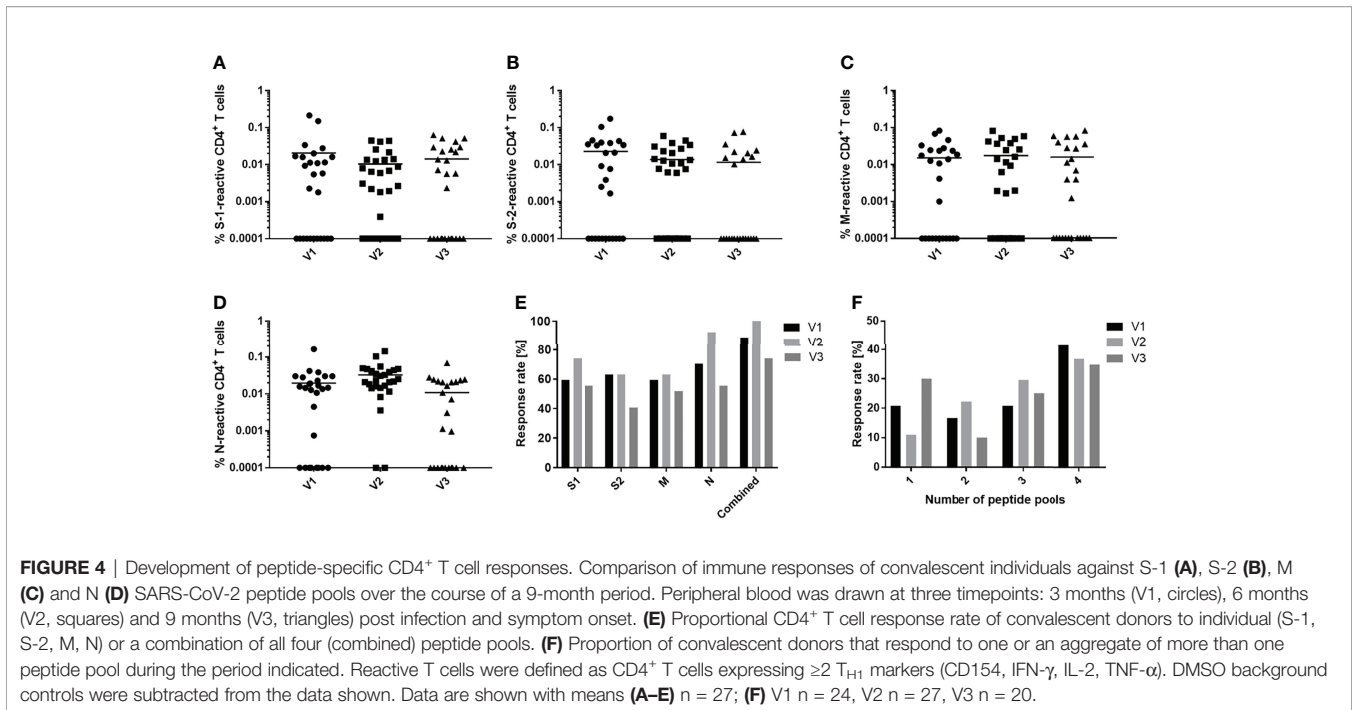 A
% S-1-reactive CD4⁺ T cells
1
0.1
0.01
0.001
0.0001
V1
V2
V3
B
% S-2-reactive CD4⁺ T cells
1
0.1
0.01
0.001
0.0001
V1
V2
V3
C
% M-reactive CD4⁺ T cells
1
0.1
0.01
0.001
0.0001
V1
V2
V3
D
% N-reactive CD4⁺ T cells
1
0.1
0.01
0.001
0.0001
V1
V2
V3
E
Response rate [%]
100
80
60
40
20
0
S1
S2
M
N
Combined
V1
V2
V3
F
Response rate [%]
50
40
30
20
10
0
1
2
3
4
Number of peptide pools
V1
V2
V3
FIGURE 4 | Development of peptide-specific CD4⁺ T cell responses. Comparison of immune responses of convalescent individuals against S-1 (A), S-2 (B), M
(C) and N (D) SARS-CoV-2 peptide pools over the course of a 9-month period. Peripheral blood was drawn at three timepoints: 3 months (V1, circles), 6 months
(V2, squares) and 9 months (V3, triangles) post infection and symptom onset. (E) Proportional CD4⁺ T cell response rate of convalescent donors to individual (S-1,
S-2, M, N) or a combination of all four (combined) peptide pools. (F) Proportion of convalescent donors that respond to one or an aggregate of more than one
peptide pool during the period indicated. Reactive T cells were defined as CD4⁺ T cells expressing ≥2 TH1 markers (CD154, IFN-γ, IL-2, TNF-α). DMSO background
controls were subtracted from the data shown. Data are shown with means (A–E) n = 27; (F) V1 n = 24, V2 n = 27, V3 n = 20.